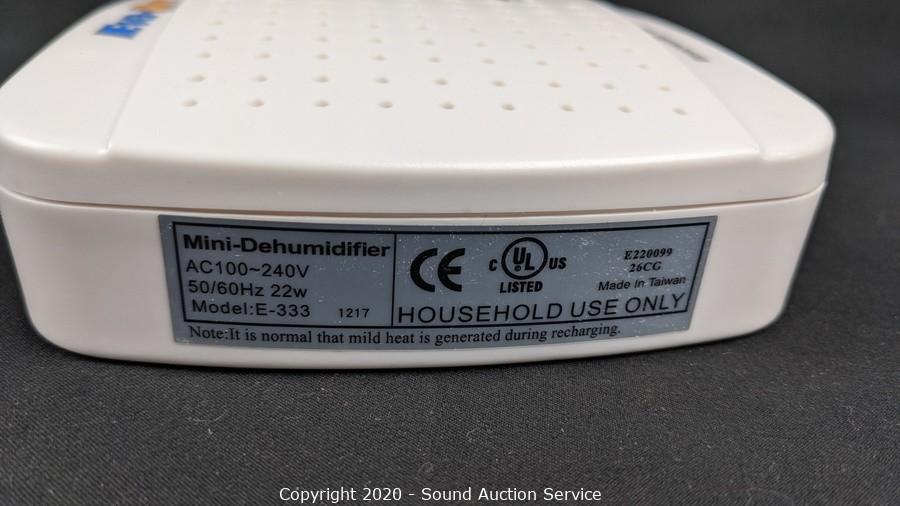 Mini-Dehumidifier
AC100~240V
50/60Hz 22w
Model:E-333 1217
CE
C UL US
LISTED
E220099
26CG
Made In Taiwan
HOUSEHOLD USE ONLY
Note:It is normal that mild heat is generated during recharging.
Copyright 2020 - Sound Auction Service